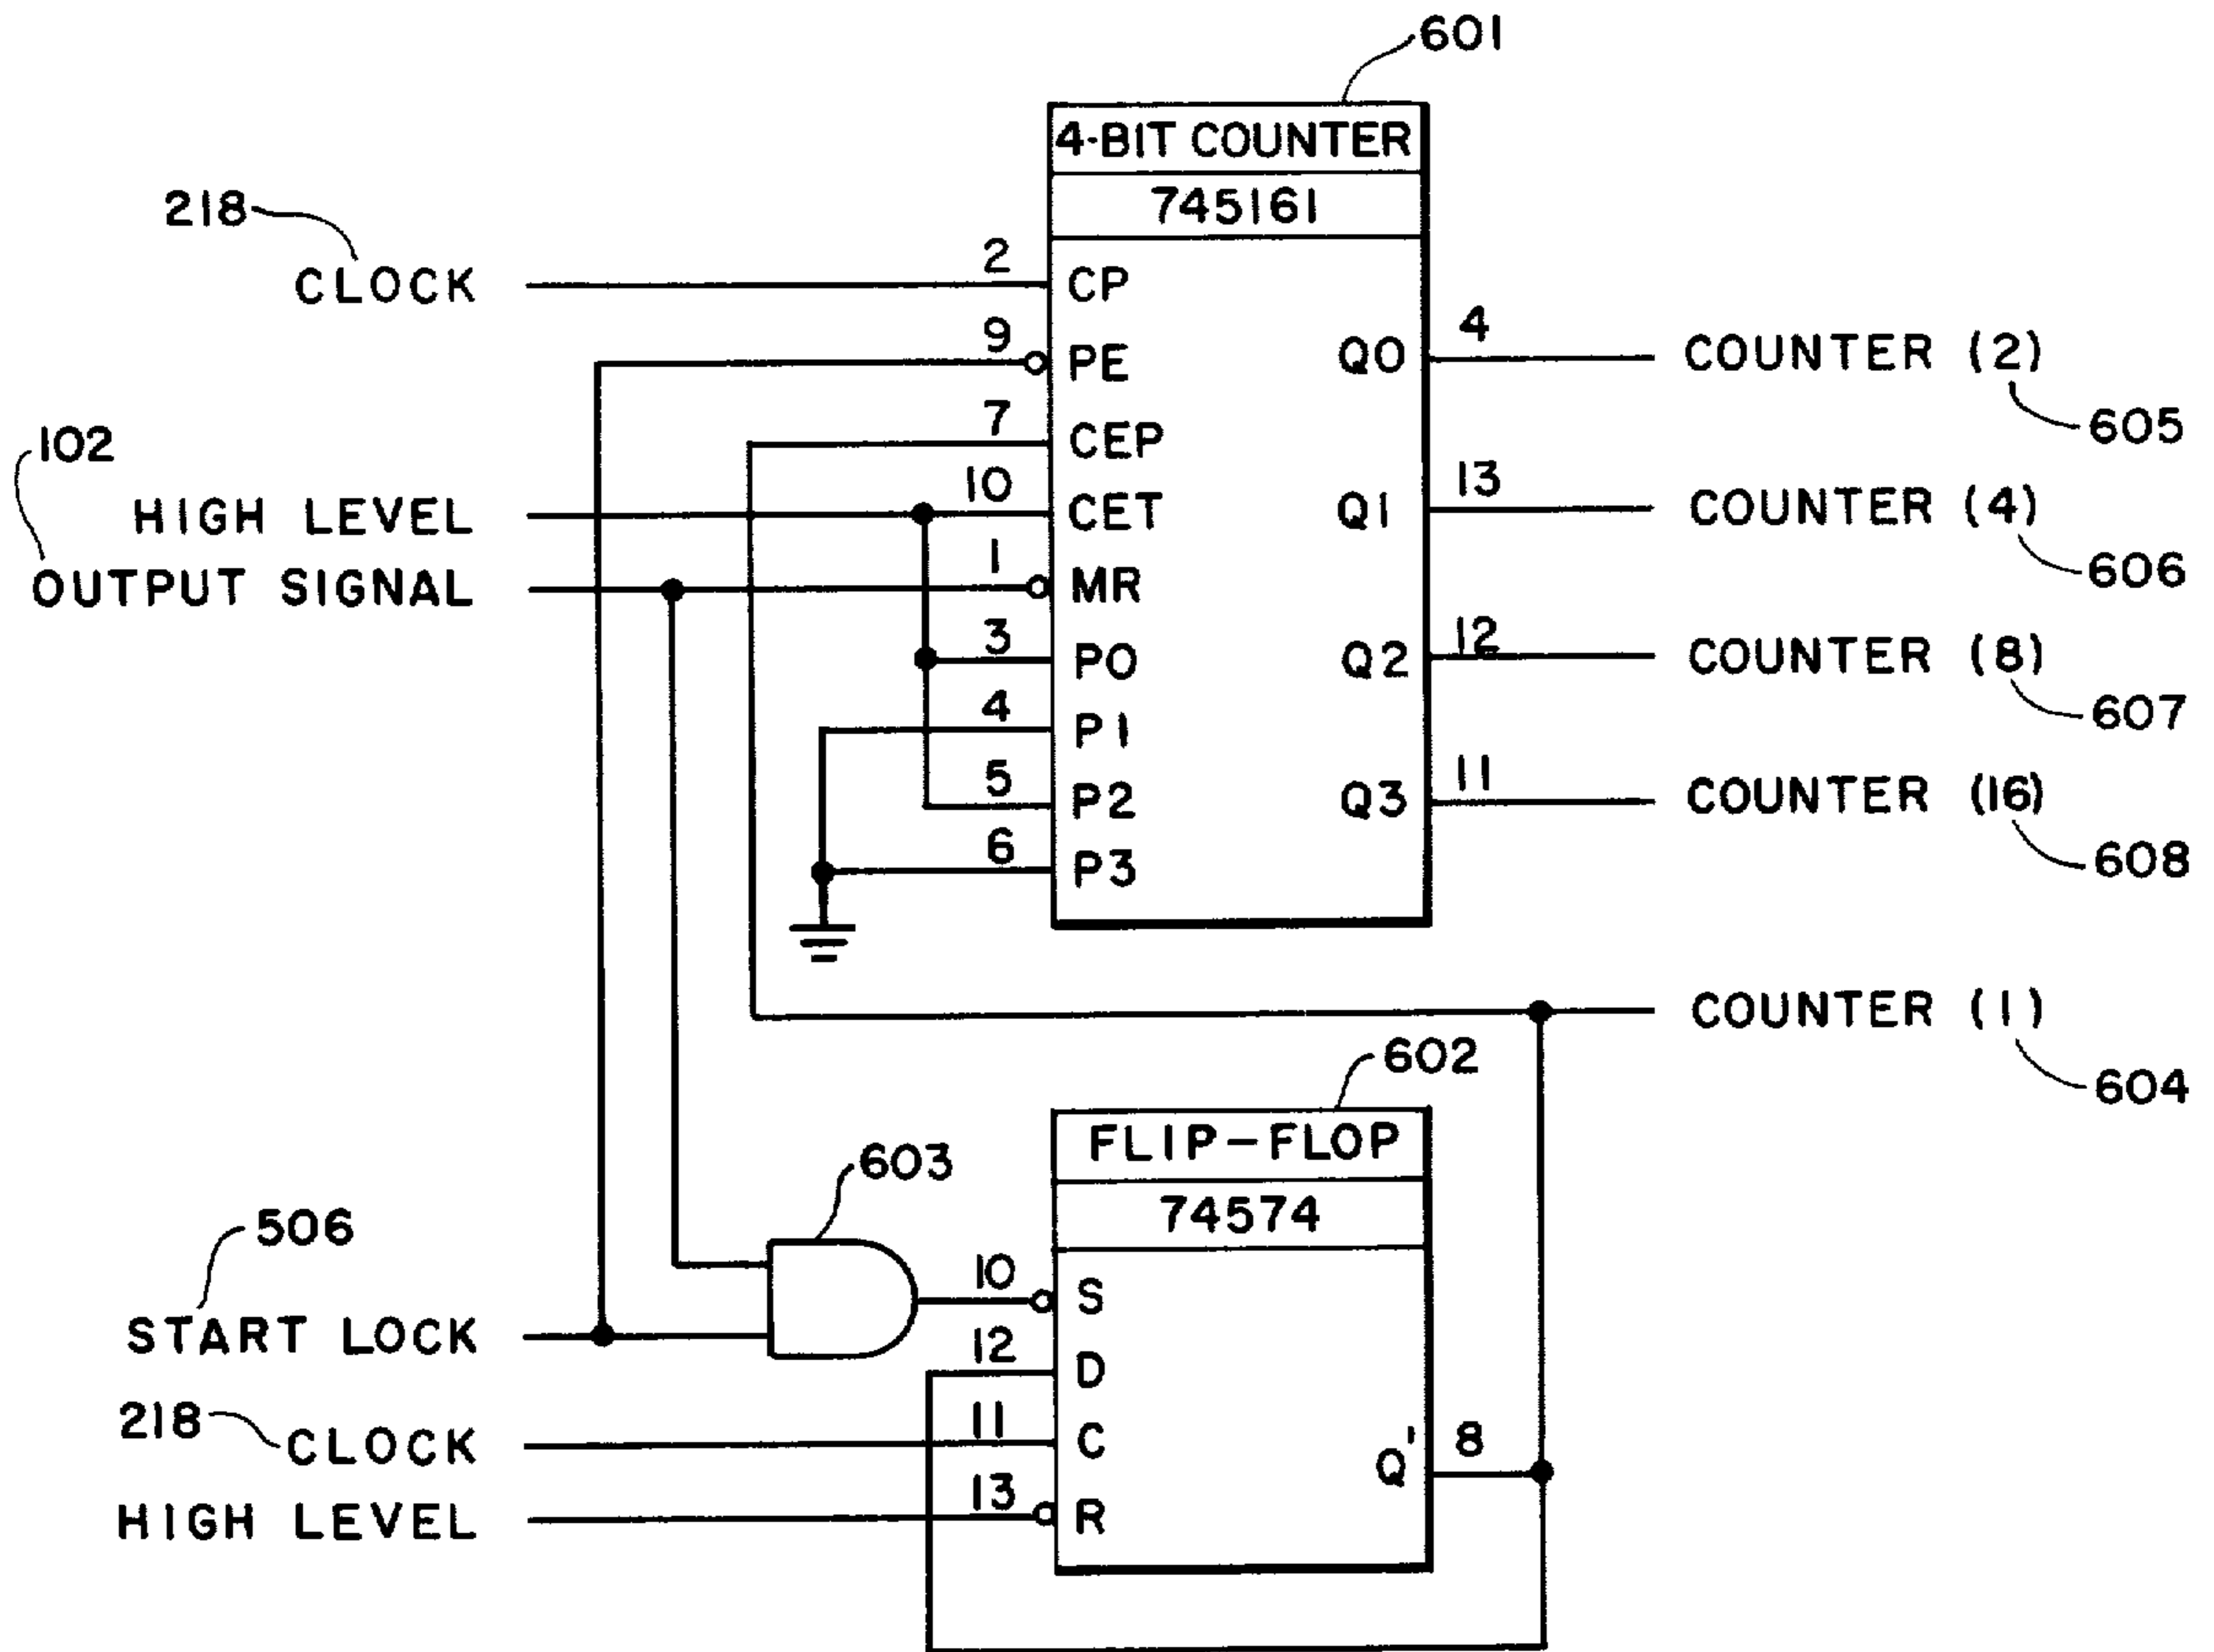 601
4-BIT COUNTER
745161
218
CLOCK
2
CP
9
PE
7
CEP
102
HIGH LEVEL
10
CET
OUTPUT SIGNAL
1
MR
3
P0
4
P1
5
P2
6
P3
Q0
4
COUNTER (2)
605
Q1
13
COUNTER (4)
606
Q2
12
COUNTER (8)
607
Q3
11
COUNTER (16)
608
COUNTER (1)
604
602
FLIP-FLOP
74574
603
506
START LOCK
10
S
12
D
218
CLOCK
11
C
HIGH LEVEL
13
R
Q'
8